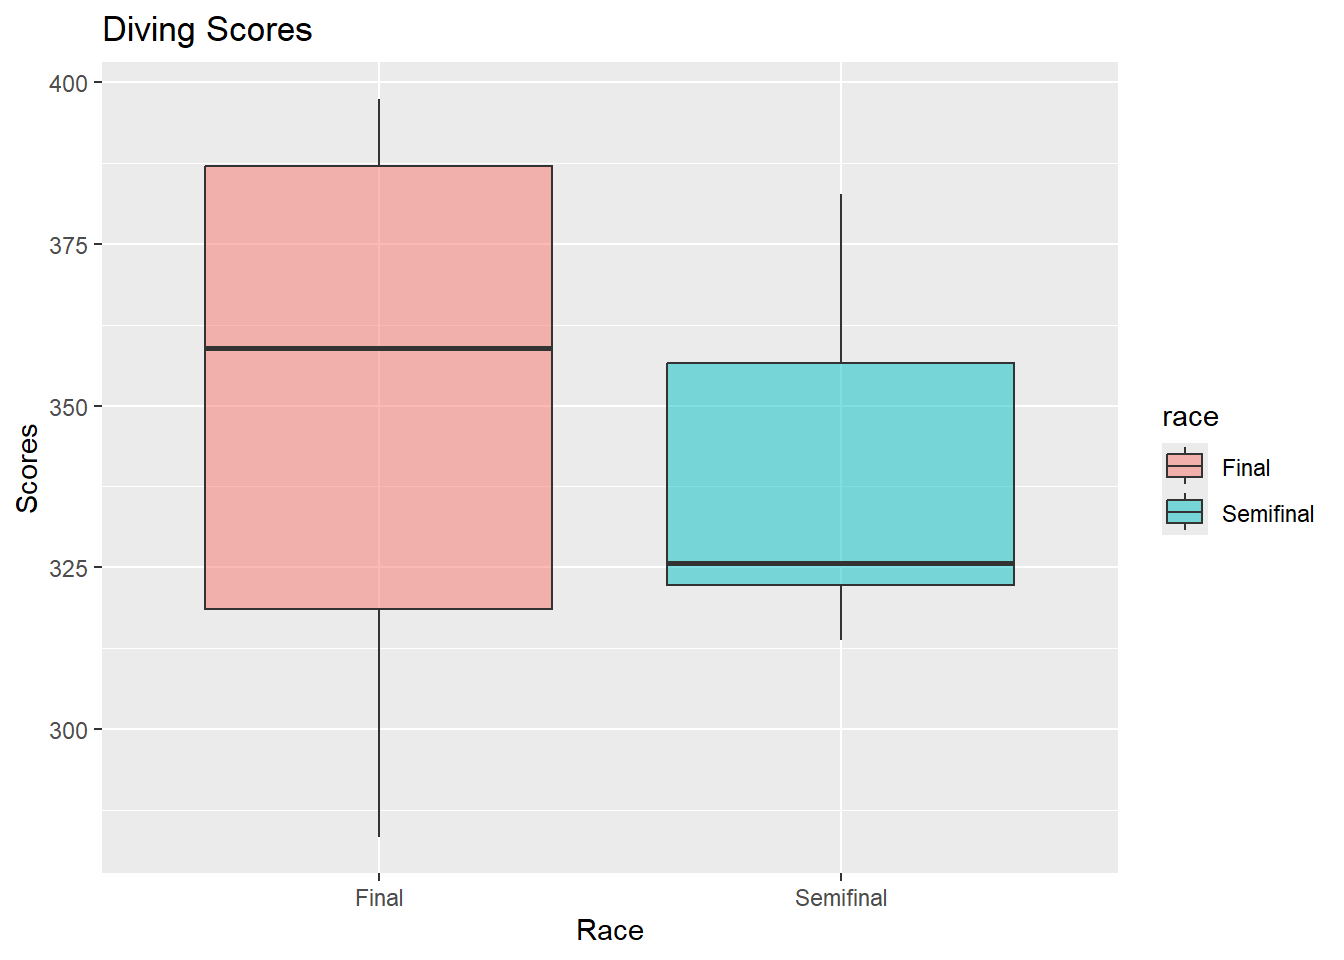 Diving Scores
400
375
350
325
300
Scores
Final
Semifinal
Race
race
Final
Semifinal